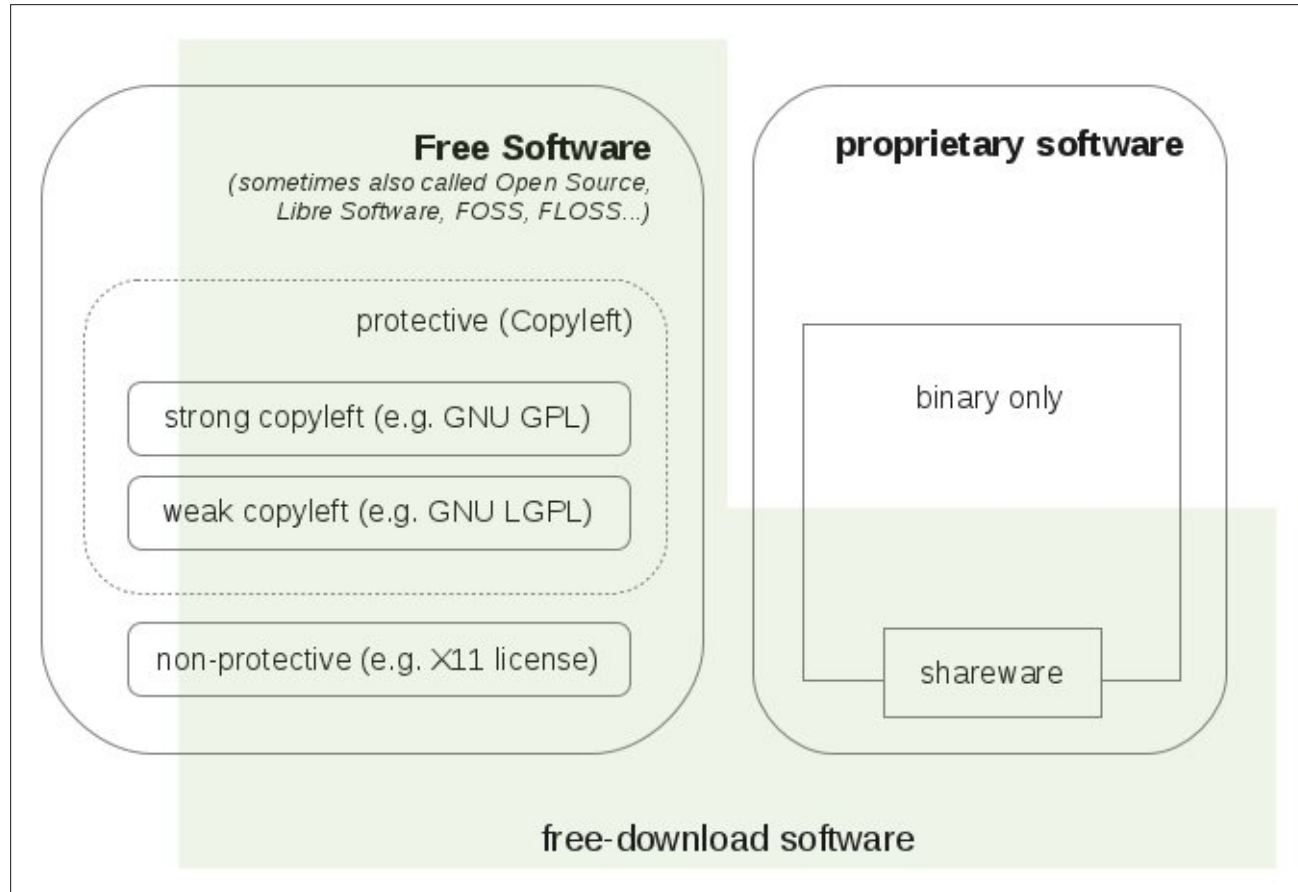 Free Software
(sometimes also called Open Source,
Libre Software, FOSS, FLOSS...)
protective (Copyleft)
strong copyleft (e.g. GNU GPL)
weak copyleft (e.g. GNU LGPL)
non-protective (e.g. X11 license)
proprietary software
binary only
shareware
free-download software